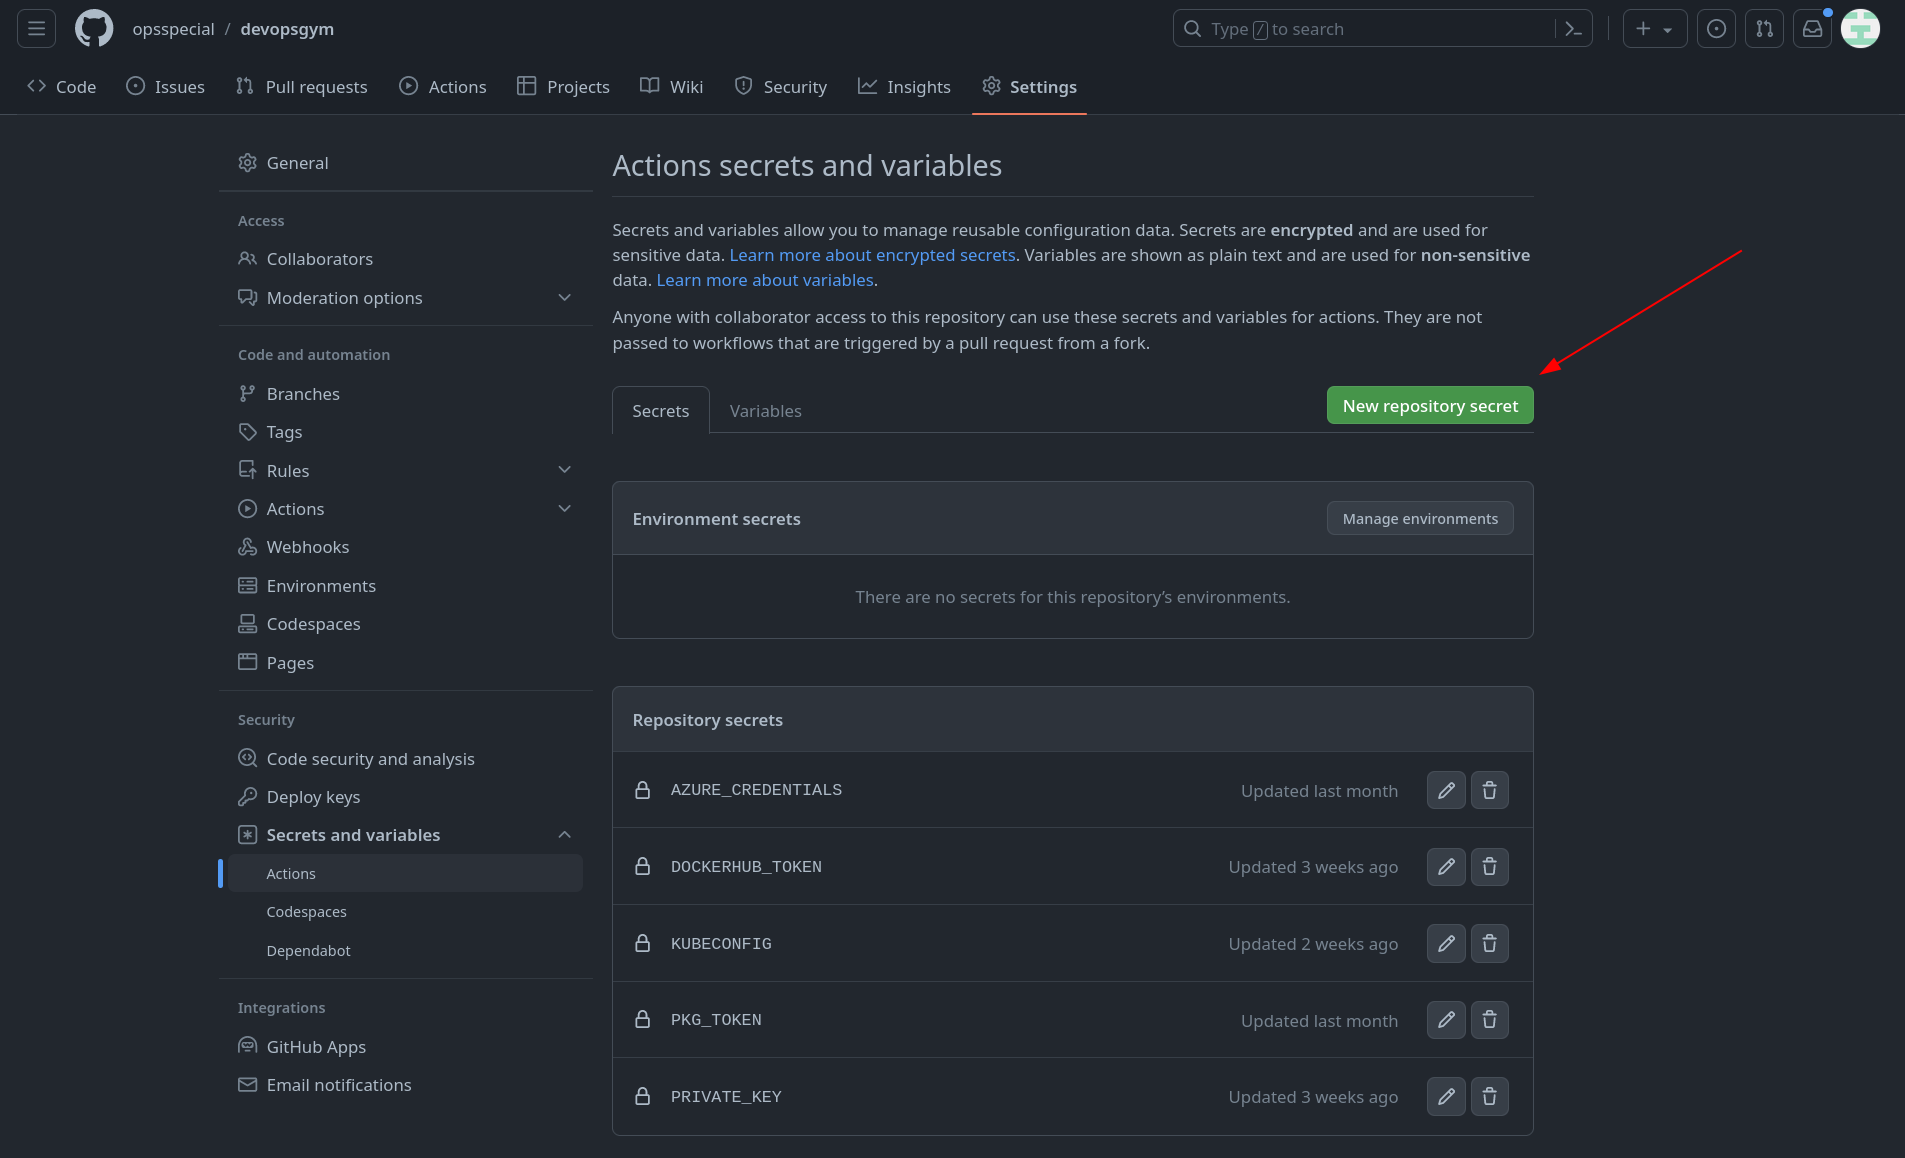 opsspecial / devopsgym
Type / to search
Code
Issues
Pull requests
Actions
Projects
Wiki
Security
Insights
Settings
General
Access
Collaborators
Moderation options
Code and automation
Branches
Tags
Rules
Actions
Webhooks
Environments
Codespaces
Pages
Security
Code security and analysis
Deploy keys
Secrets and variables
Actions
Codespaces
Dependabot
Integrations
GitHub Apps
Email notifications
Actions secrets and variables
Secrets and variables allow you to manage reusable configuration data. Secrets are encrypted and are used for
sensitive data. Learn more about encrypted secrets. Variables are shown as plain text and are used for non-sensitive
data. Learn more about variables.
Anyone with collaborator access to this repository can use these secrets and variables for actions. They are not
passed to workflows that are triggered by a pull request from a fork.
Secrets
Variables
New repository secret
Environment secrets
Manage environments
There are no secrets for this repository’s environments.
Repository secrets
AZURE_CREDENTIALS Updated last month
DOCKERHUB_TOKEN Updated 3 weeks ago
KUBECONFIG Updated 2 weeks ago
PKG_TOKEN Updated last month
PRIVATE_KEY Updated 3 weeks ago